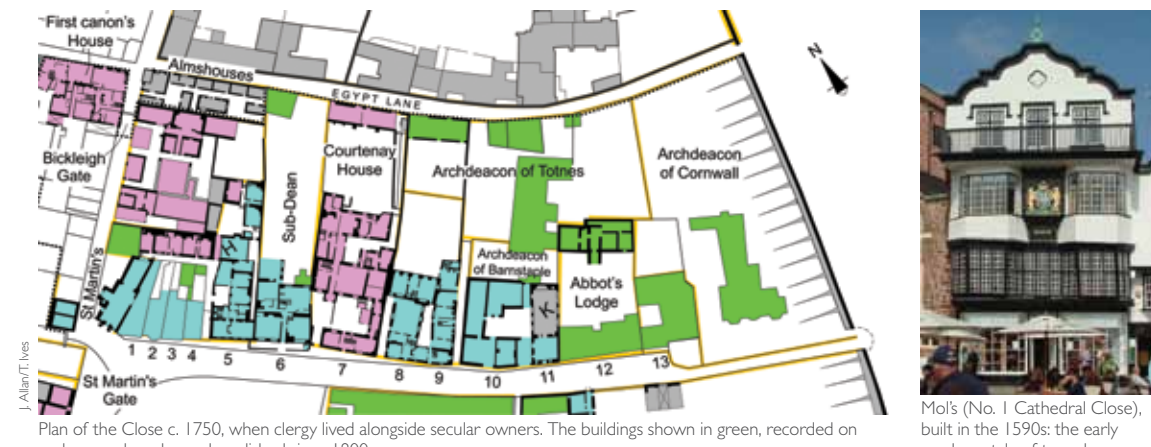 First canon's
House
Almshouses
EGYPT LANE
N
Bickleigh
Gate
St Martin's
Sub-Dean
Courtenay
House
Archdeacon of Totnes
Archdeacon
of Cornwall
Archdeacon
of Barnstaple
Abbot's
Lodge
H
H
K
1 2 3 4 5 6 7 8 9 10 11 12 13
St Martin's
Gate
J. Allan/T. Ives
Plan of the Close c. 1750, when clergy lived alongside secular owners. The buildings shown in green, recorded on
Mol's (No. 1 Cathedral Close),
built in the 1590s: the early